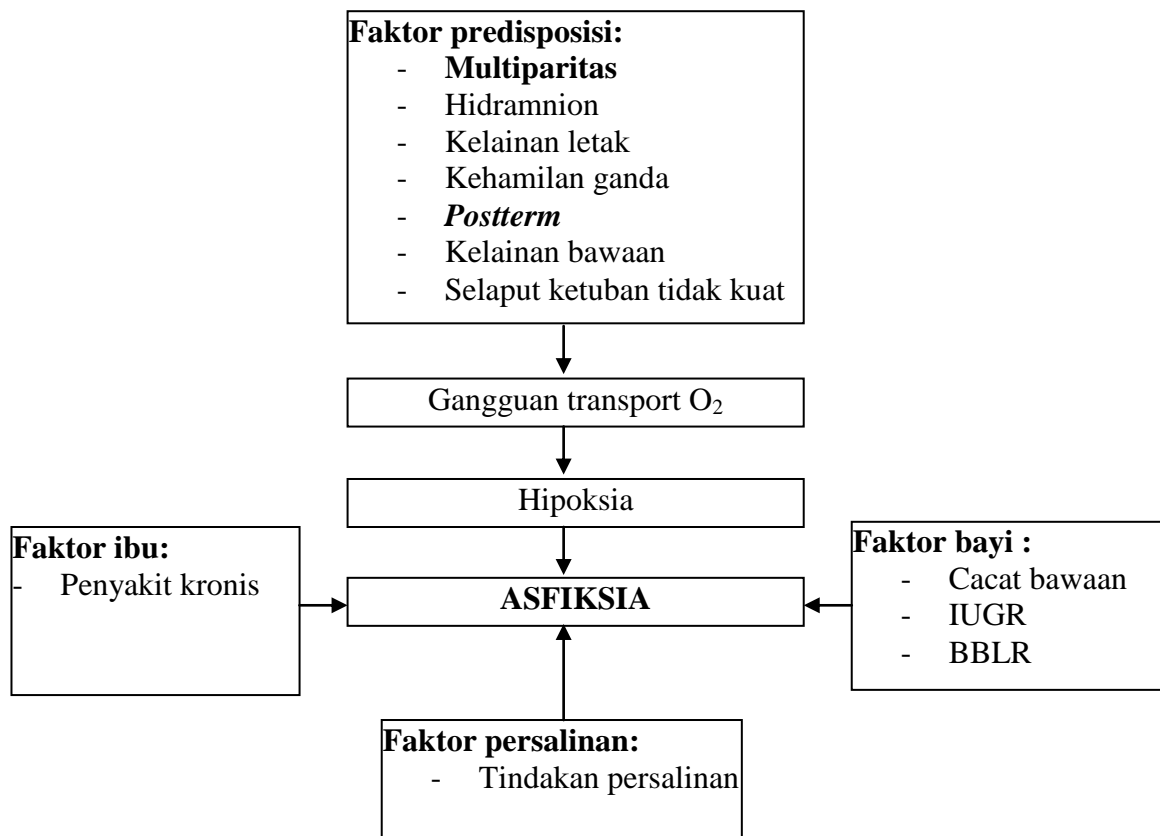 Faktor predisposisi:
- Multiparitas
- Hidramnion
- Kelainan letak
- Kehamilan ganda
- Postterm
- Kelainan bawaan
- Selaput ketuban tidak kuat
Gangguan transport O₂
Hipoksia
Faktor ibu:
- Penyakit kronis
ASFIKSIA
Faktor bayi :
- Cacat bawaan
- IUGR
- BBLR
Faktor persalinan:
- Tindakan persalinan